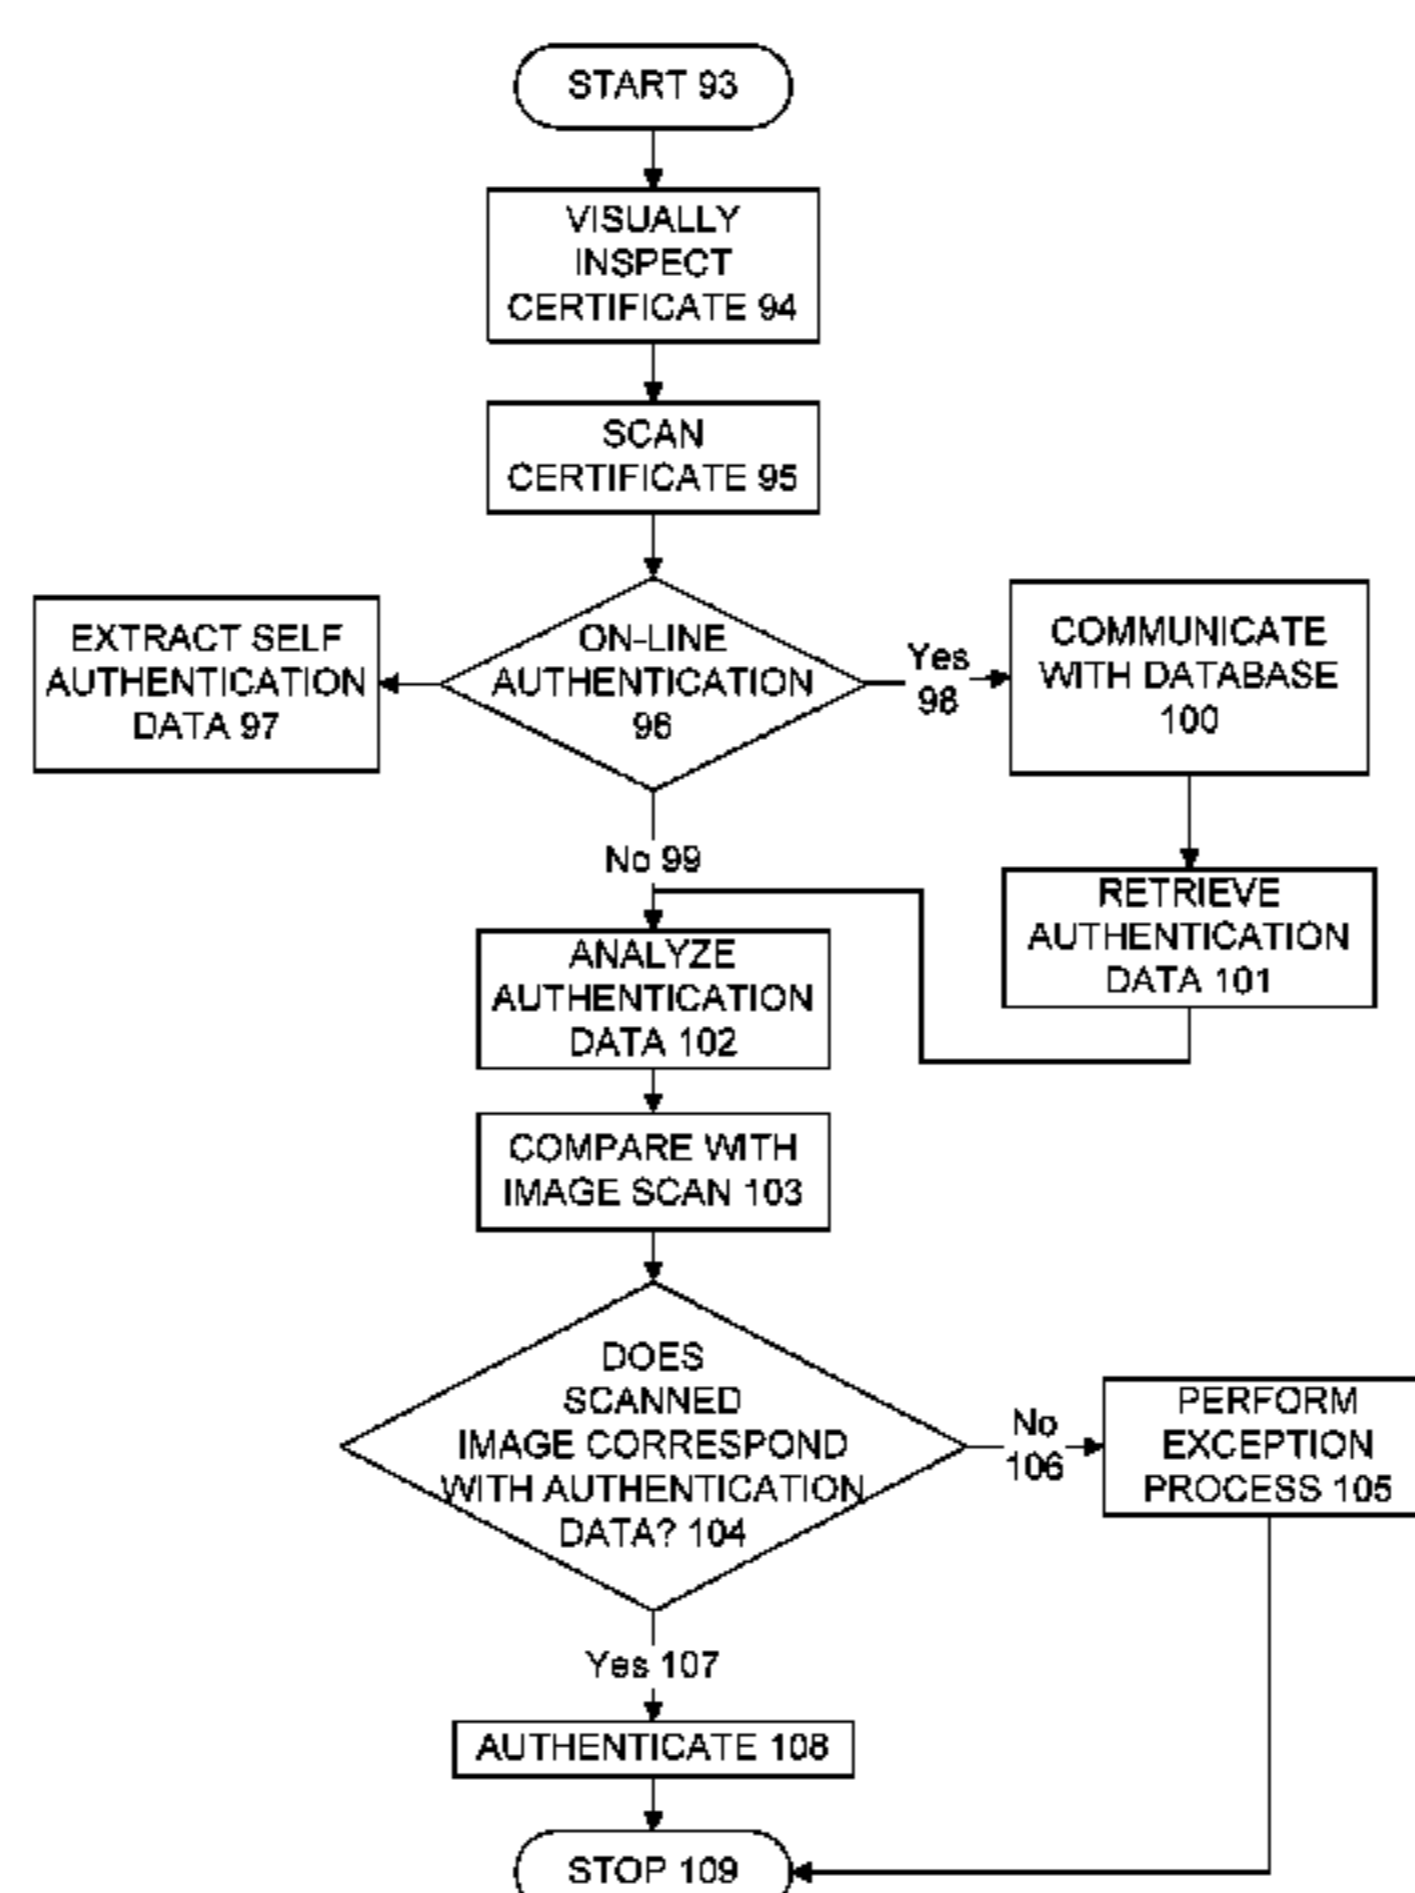 START 93
VISUALLY
INSPECT
CERTIFICATE 94
SCAN
CERTIFICATE 95
EXTRACT SELF
AUTHENTICATION
DATA 97
ON-LINE
AUTHENTICATION
96
Yes
98
COMMUNICATE
WITH DATABASE
100
No 99
RETRIEVE
AUTHENTICATION
DATA 101
ANALYZE
AUTHENTICATION
DATA 102
COMPARE WITH
IMAGE SCAN 103
DOES
SCANNED
IMAGE CORRESPOND
WITH AUTHENTICATION
DATA? 104
No
106
PERFORM
EXCEPTION
PROCESS 105
Yes 107
AUTHENTICATE 108
STOP 109